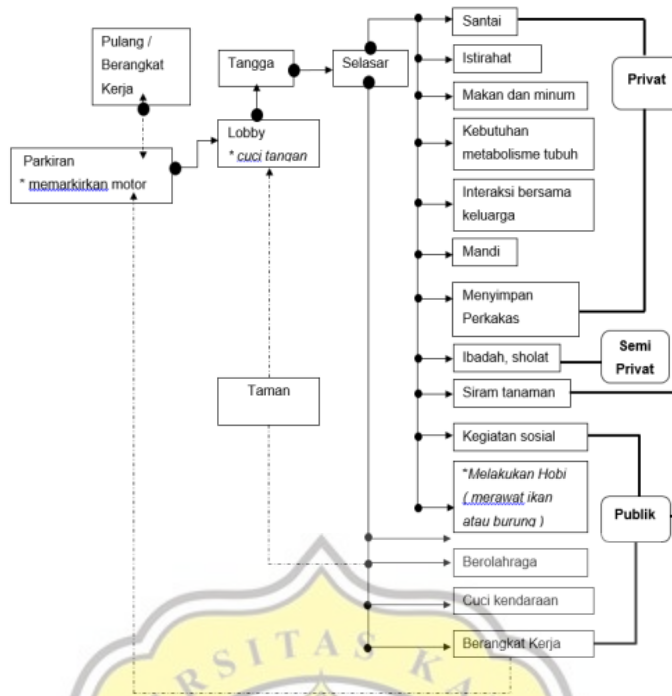 Pulang /
Berangkat
Kerja
Parkiran
* memarkirkan motor
Tangga
Lobby
* cuci tangan
Selasar
Taman
Santai
Istirahat
Makan dan minum
Kebutuhan
metabolisme tubuh
Interaksi bersama
keluarga
Mandi
Menyimpan
Perkakas
Ibadah, sholat
Siram tanaman
Kegiatan sosial
*Melakukan Hobi
( merawat ikan
atau burung )
Berolahraga
Cuci kendaraan
Berangkat Kerja
Privat
Semi
Privat
Publik
RSITAS KA